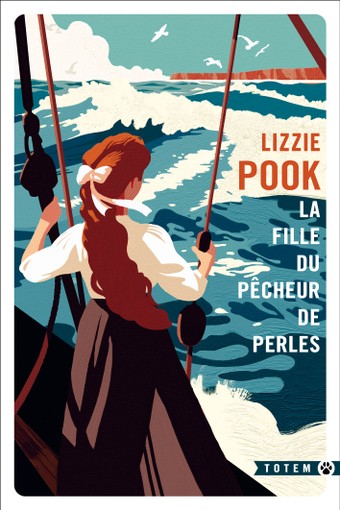 LIZZIE
POOK
LA
FILLE
DU
PÊCHEUR
DE
PERLES
TOTEM